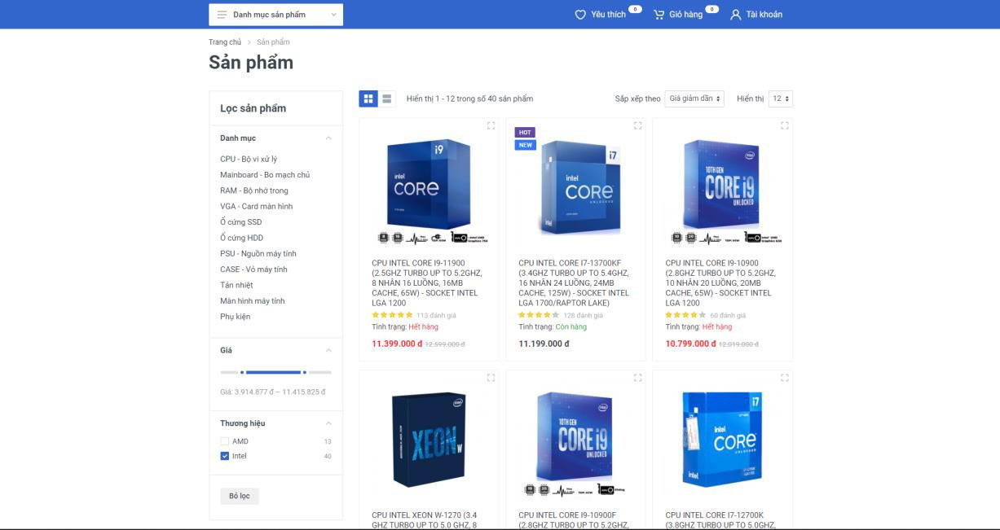 Danh mục sản phẩm
Yêu thích 0
Giỏ hàng 0
Tài khoản
Trang chủ > Sản phẩm
Sản phẩm
Lọc sản phẩm
Danh mục
CPU - Bộ vi xử lý
Mainboard - Bo mạch chủ
RAM - Bộ nhớ trong
VGA - Card màn hình
Ổ cứng SSD
Ổ cứng HDD
PSU - Nguồn máy tính
CASE - Vỏ máy tính
Tản nhiệt
Màn hình máy tính
Phụ kiện
Giá
Giá: 3.914.877 đ – 11.415.825 đ
Thương hiệu
AMD 13
Intel 40
Bỏ lọc
Hiển thị 1 - 12 trong số 40 sản phẩm
Sắp xếp theo Giá giảm dần
Hiển thị 12
i9
intel
CORE
CPU INTEL CORE I9-11900
(2.5GHZ TURBO UP TO 5.2GHZ,
8 NHÂN 16 LUỒNG, 16MB
CACHE, 65W) - SOCKET INTEL
LGA 1200
113 đánh giá
Tình trạng: Hết hàng
11.399.000 đ 12.599.000 đ
HOT
NEW
i7
intel
CORE
UNLOCKED
intel
CPU INTEL CORE I7-13700KF
(3.4GHZ TURBO UP TO 5.4GHZ,
16 NHÂN 24 LUỒNG, 24MB
CACHE, 125W) - SOCKET INTEL
LGA 1700/RAPTOR LAKE)
128 đánh giá
Tình trạng: Còn hàng
11.199.000 đ
intel
10TH GEN
CORE i9
UNLOCKED
CPU INTEL CORE I9-10900
(2.8GHZ TURBO UP TO 5.2GHZ,
10 NHÂN 20 LUỒNG, 20MB
CACHE, 65W) - SOCKET INTEL
LGA 1200
60 đánh giá
Tình trạng: Hết hàng
10.799.000 đ 12.019.000 đ
intel
XEON W
CPU INTEL XEON W-1270 (3.4
GHZ TURBO UP TO 5.0 GHZ, 8
intel
10TH GEN
CORE i9
UNLOCKED
CPU INTEL CORE I9-10900F
(2.8GHZ TURBO UP TO 5.2GHZ,
i7
intel
CORE
UNLOCKED
intel
CPU INTEL CORE I7-12700K
(3.8GHZ TURBO UP TO 5.0GHZ,